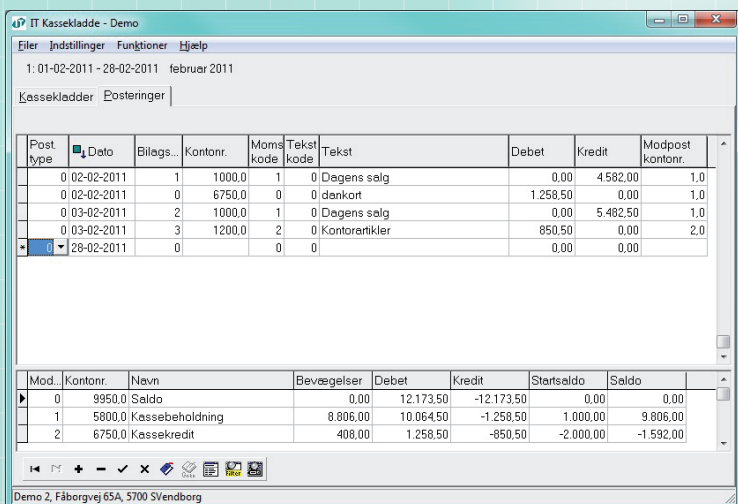 IT Kassekladde - Demo
Filer Indstillinger Funktioner Hjælp
1: 01-02-2011 - 28-02-2011 februar 2011
Kassekladder Posteringer
Post. type Dato Bilags... Kontonr. Moms kode Tekst kode Tekst Debet Kredit Modpost kontonr.
0 02-02-2011 1 1000,0 1 0 Dagens salg 0,00 4.582,00 1,0
0 02-02-2011 0 6750,0 0 0 dankort 1.258,50 0,00 1,0
0 03-02-2011 2 1000,0 1 0 Dagens salg 0,00 5.482,50 1,0
0 03-02-2011 3 1200,0 2 0 Kontorartikler 850,50 0,00 2,0
* 0 28-02-2011 0 0 0 0,00 0,00
Mod... Kontonr. Navn Bevægelser Debet Kredit Startsaldo Saldo
0 9950,0 Saldo 0,00 12.173,50 -12.173,50 0,00 0,00
1 5800,0 Kassebeholdning 8.806,00 10.064,50 -1.258,50 1.000,00 9.806,00
2 6750,0 Kassekredit 408,00 1.258,50 -850,50 -2.000,00 -1.592,00
Filter
Demo 2, Fåborgvej 65A, 5700 SVendborg